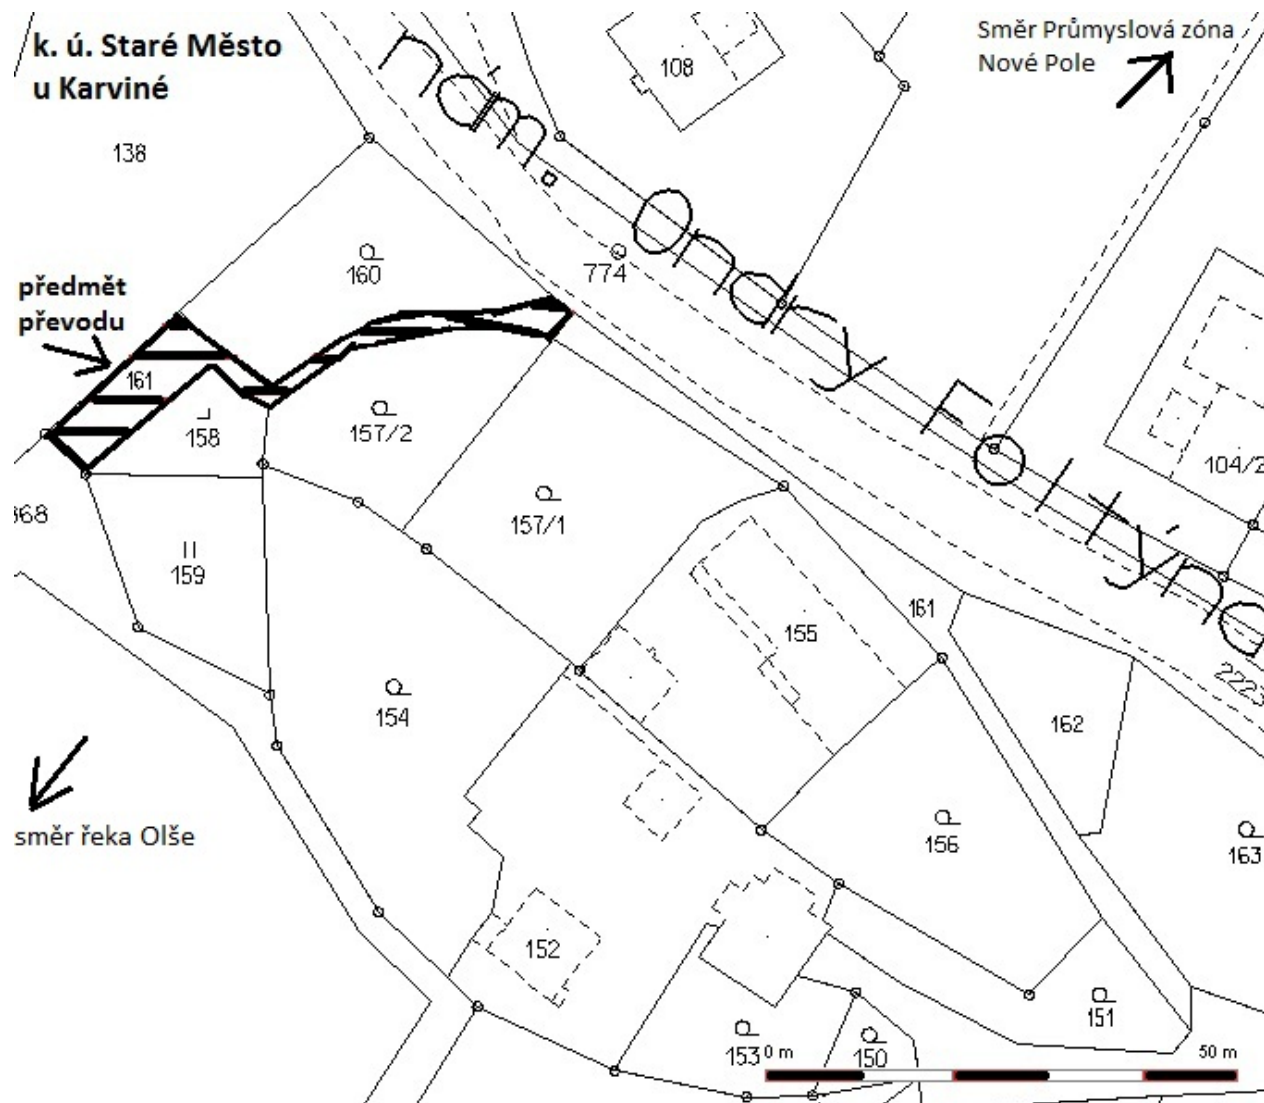 k. ú. Staré Město
u Karviné
Směr Průmyslová zóna
Nové Pole
nám. Ondry Foltýna
108
138
160
774
předmět
převodu
161
158
157/2
104/2
157/1
159
161
155
154
162
2223
směr řeka Olše
156
163
152
151
153
150
0 m
50 m